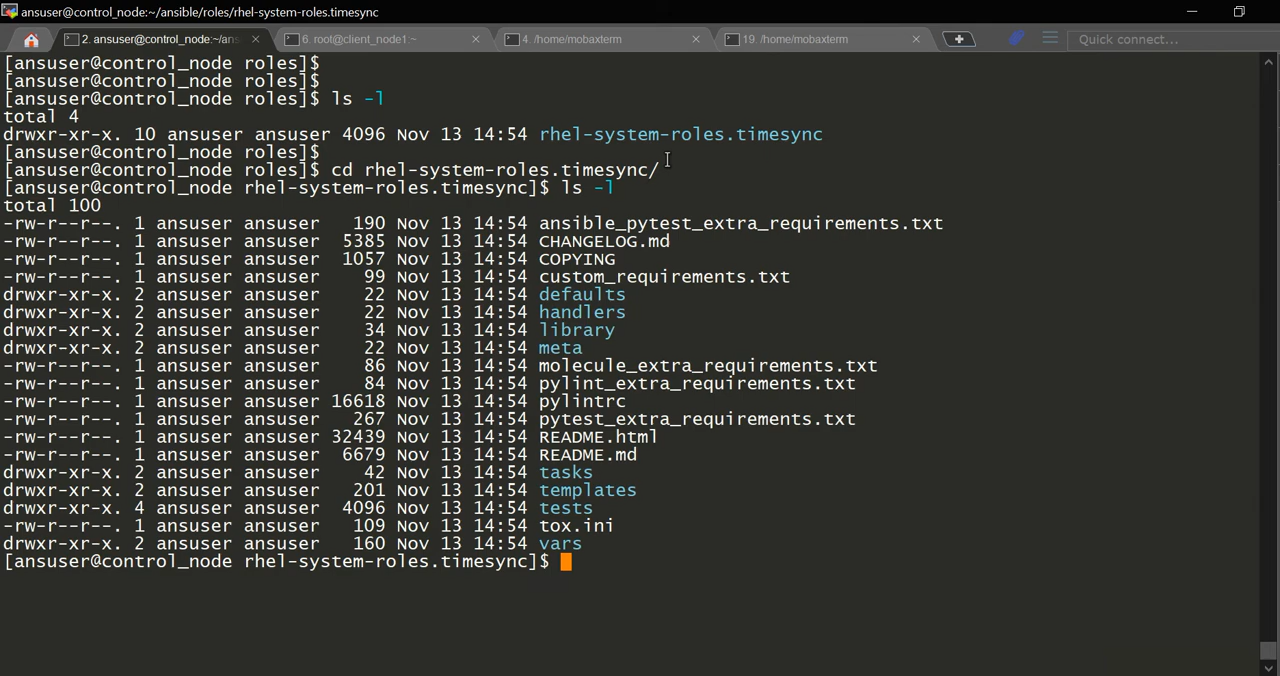 ansuser@control_node:~/ansible/roles/rhel-system-roles.timesync
2. ansuser@control_node:~/ans
6 root@client_node1:~
4. /home/mobaxterm
19. /home/mobaxterm
Quick connect...
[ansuser@control_node roles]$
[ansuser@control_node roles]$
[ansuser@control_node roles]$ ls -l
total 4
drwxr-xr-x. 10 ansuser ansuser 4096 Nov 13 14:54 rhel-system-roles.timesync
[ansuser@control_node roles]$
[ansuser@control_node roles]$ cd rhel-system-roles.timesync/
[ansuser@control_node rhel-system-roles.timesync]$ ls -l
total 100
-rw-r--r--. 1 ansuser ansuser   190 Nov 13 14:54 ansible_pytest_extra_requirements.txt
-rw-r--r--. 1 ansuser ansuser  5385 Nov 13 14:54 CHANGELOG.md
-rw-r--r--. 1 ansuser ansuser  1057 Nov 13 14:54 COPYING
-rw-r--r--. 1 ansuser ansuser    99 Nov 13 14:54 custom_requirements.txt
drwxr-xr-x. 2 ansuser ansuser    22 Nov 13 14:54 defaults
drwxr-xr-x. 2 ansuser ansuser    22 Nov 13 14:54 handlers
drwxr-xr-x. 2 ansuser ansuser    34 Nov 13 14:54 library
drwxr-xr-x. 2 ansuser ansuser    22 Nov 13 14:54 meta
-rw-r--r--. 1 ansuser ansuser    86 Nov 13 14:54 molecule_extra_requirements.txt
-rw-r--r--. 1 ansuser ansuser    84 Nov 13 14:54 pylint_extra_requirements.txt
-rw-r--r--. 1 ansuser ansuser 16618 Nov 13 14:54 pylintrc
-rw-r--r--. 1 ansuser ansuser   267 Nov 13 14:54 pytest_extra_requirements.txt
-rw-r--r--. 1 ansuser ansuser 32439 Nov 13 14:54 README.html
-rw-r--r--. 1 ansuser ansuser  6679 Nov 13 14:54 README.md
drwxr-xr-x. 2 ansuser ansuser    42 Nov 13 14:54 tasks
drwxr-xr-x. 2 ansuser ansuser   201 Nov 13 14:54 templates
drwxr-xr-x. 4 ansuser ansuser  4096 Nov 13 14:54 tests
-rw-r--r--. 1 ansuser ansuser   109 Nov 13 14:54 tox.ini
drwxr-xr-x. 2 ansuser ansuser   160 Nov 13 14:54 vars
[ansuser@control_node rhel-system-roles.timesync]$